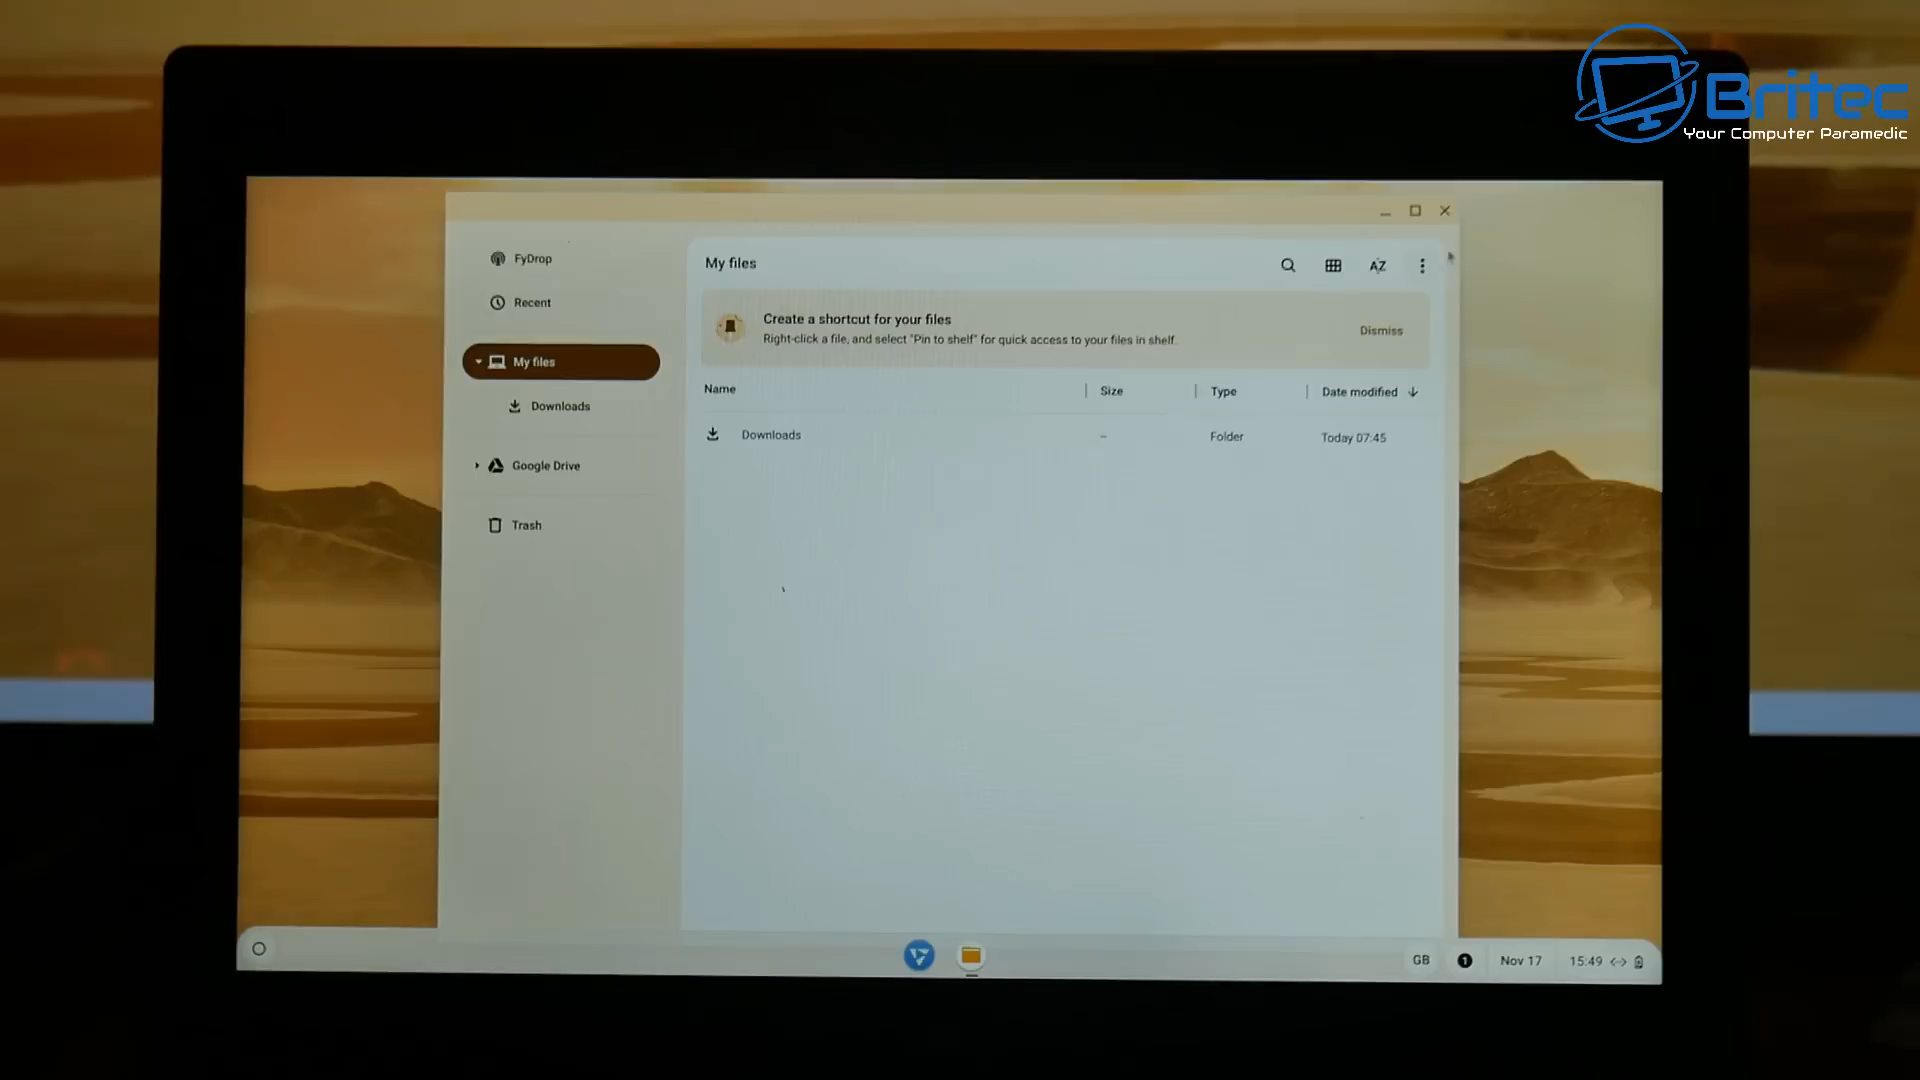 Britec
Your Computer Paramedic
FyDrop
Recent
My files
Downloads
Google Drive
Trash
My files
AZ
Create a shortcut for your files
Right-click a file, and select "Pin to shelf" for quick access to your files in shelf.
Dismiss
Name Size Type Date modified
Downloads -- Folder Today 07:45
GB 1 Nov 17 15:49